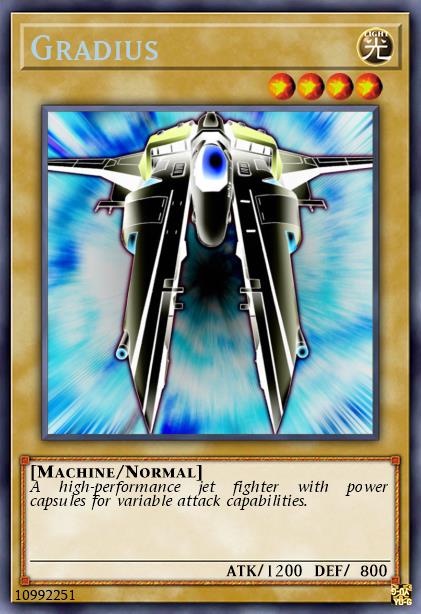 GRADIUS
LIGHT
光
[MACHINE/NORMAL]
A high-performance jet fighter with power
capsules for variable attack capabilities.
ATK/1200 DEF/ 800
10992251